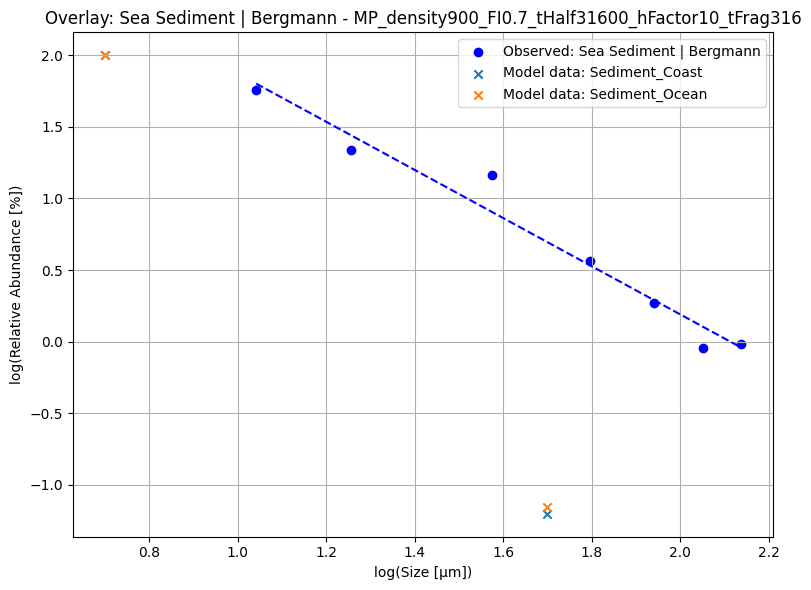 Overlay: Sea Sediment | Bergmann - MP_density900_FI0.7_tHalf31600_hFactor10_tFrag316
Observed: Sea Sediment | Bergmann
Model data: Sediment_Coast
Model data: Sediment_Ocean
log(Relative Abundance [%])
2.0
1.5
1.0
0.5
0.0
−0.5
−1.0
0.8 1.0 1.2 1.4 1.6 1.8 2.0 2.2
log(Size [μm])